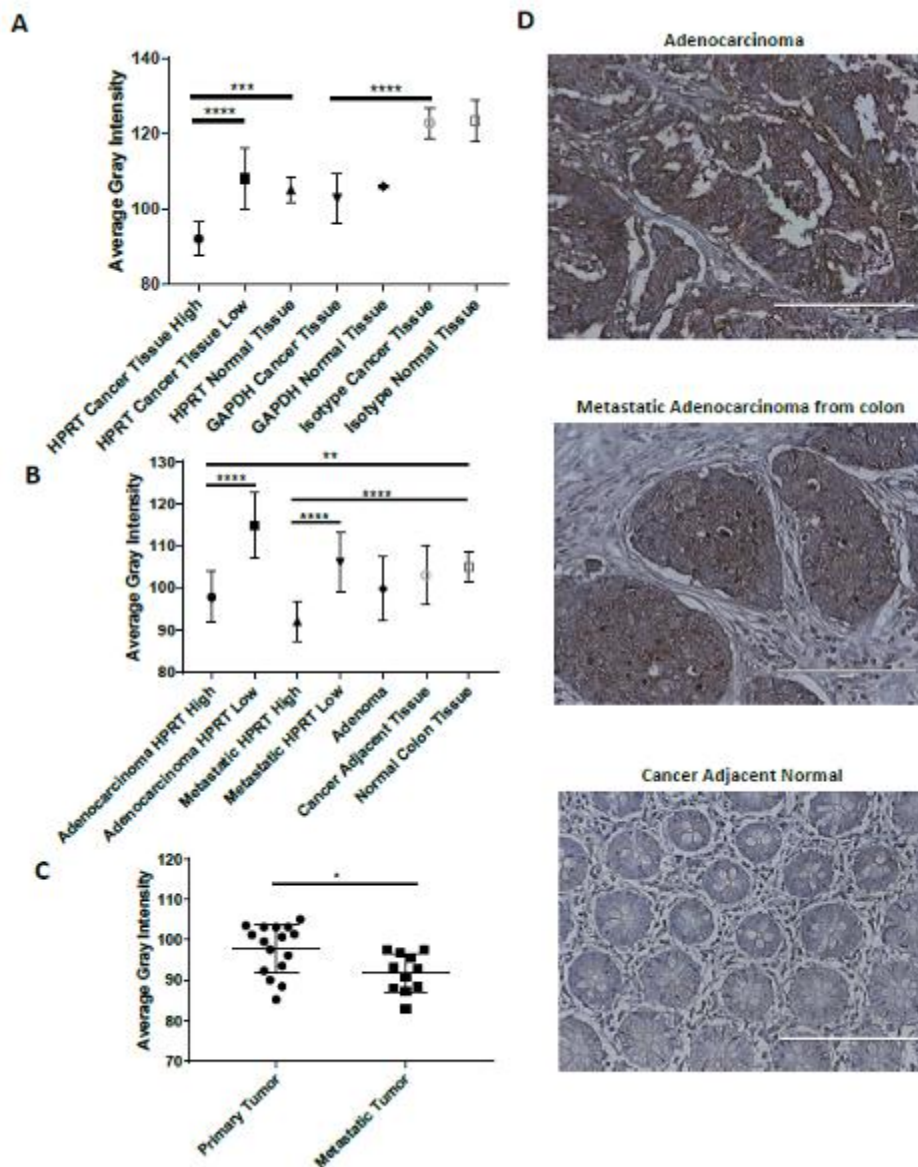 A
Average Gray Intensity
140
120
100
80
***
****
****
HPRT Cancer Tissue High
HPRT Cancer Tissue Low
HPRT Normal Tissue
GAPDH Cancer Tissue
GAPDH Normal Tissue
Isotype Cancer Tissue
Isotype Normal Tissue
B
Average Gray Intensity
130
120
110
100
90
80
**
****
****
****
Adenocarcinoma HPRT High
Adenocarcinoma HPRT Low
Metastatic HPRT High
Metastatic HPRT Low
Adenoma
Cancer Adjacent Tissue
Normal Colon Tissue
C
Average Gray Intensity
120
110
100
90
80
70
*
Primary Tumor
Metastatic Tumor
D
Adenocarcinoma
Metastatic Adenocarcinoma from colon
Cancer Adjacent Normal